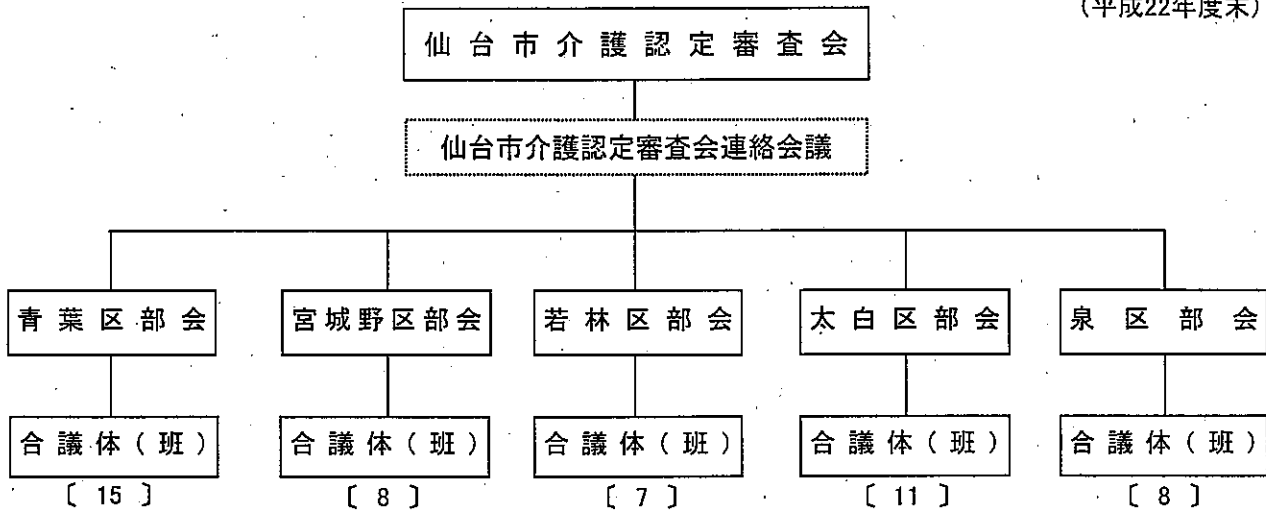 (平成22年度末)
仙台市介護認定審査会
仙台市介護認定審査会連絡会議
青葉区部会 宮城野区部会 若林区部会 太白区部会 泉区部会
合議体(班) 合議体(班) 合議体(班) 合議体(班) 合議体(班)
〔 15 〕 〔 8 〕 〔 7 〕 〔 11 〕 〔 8 〕